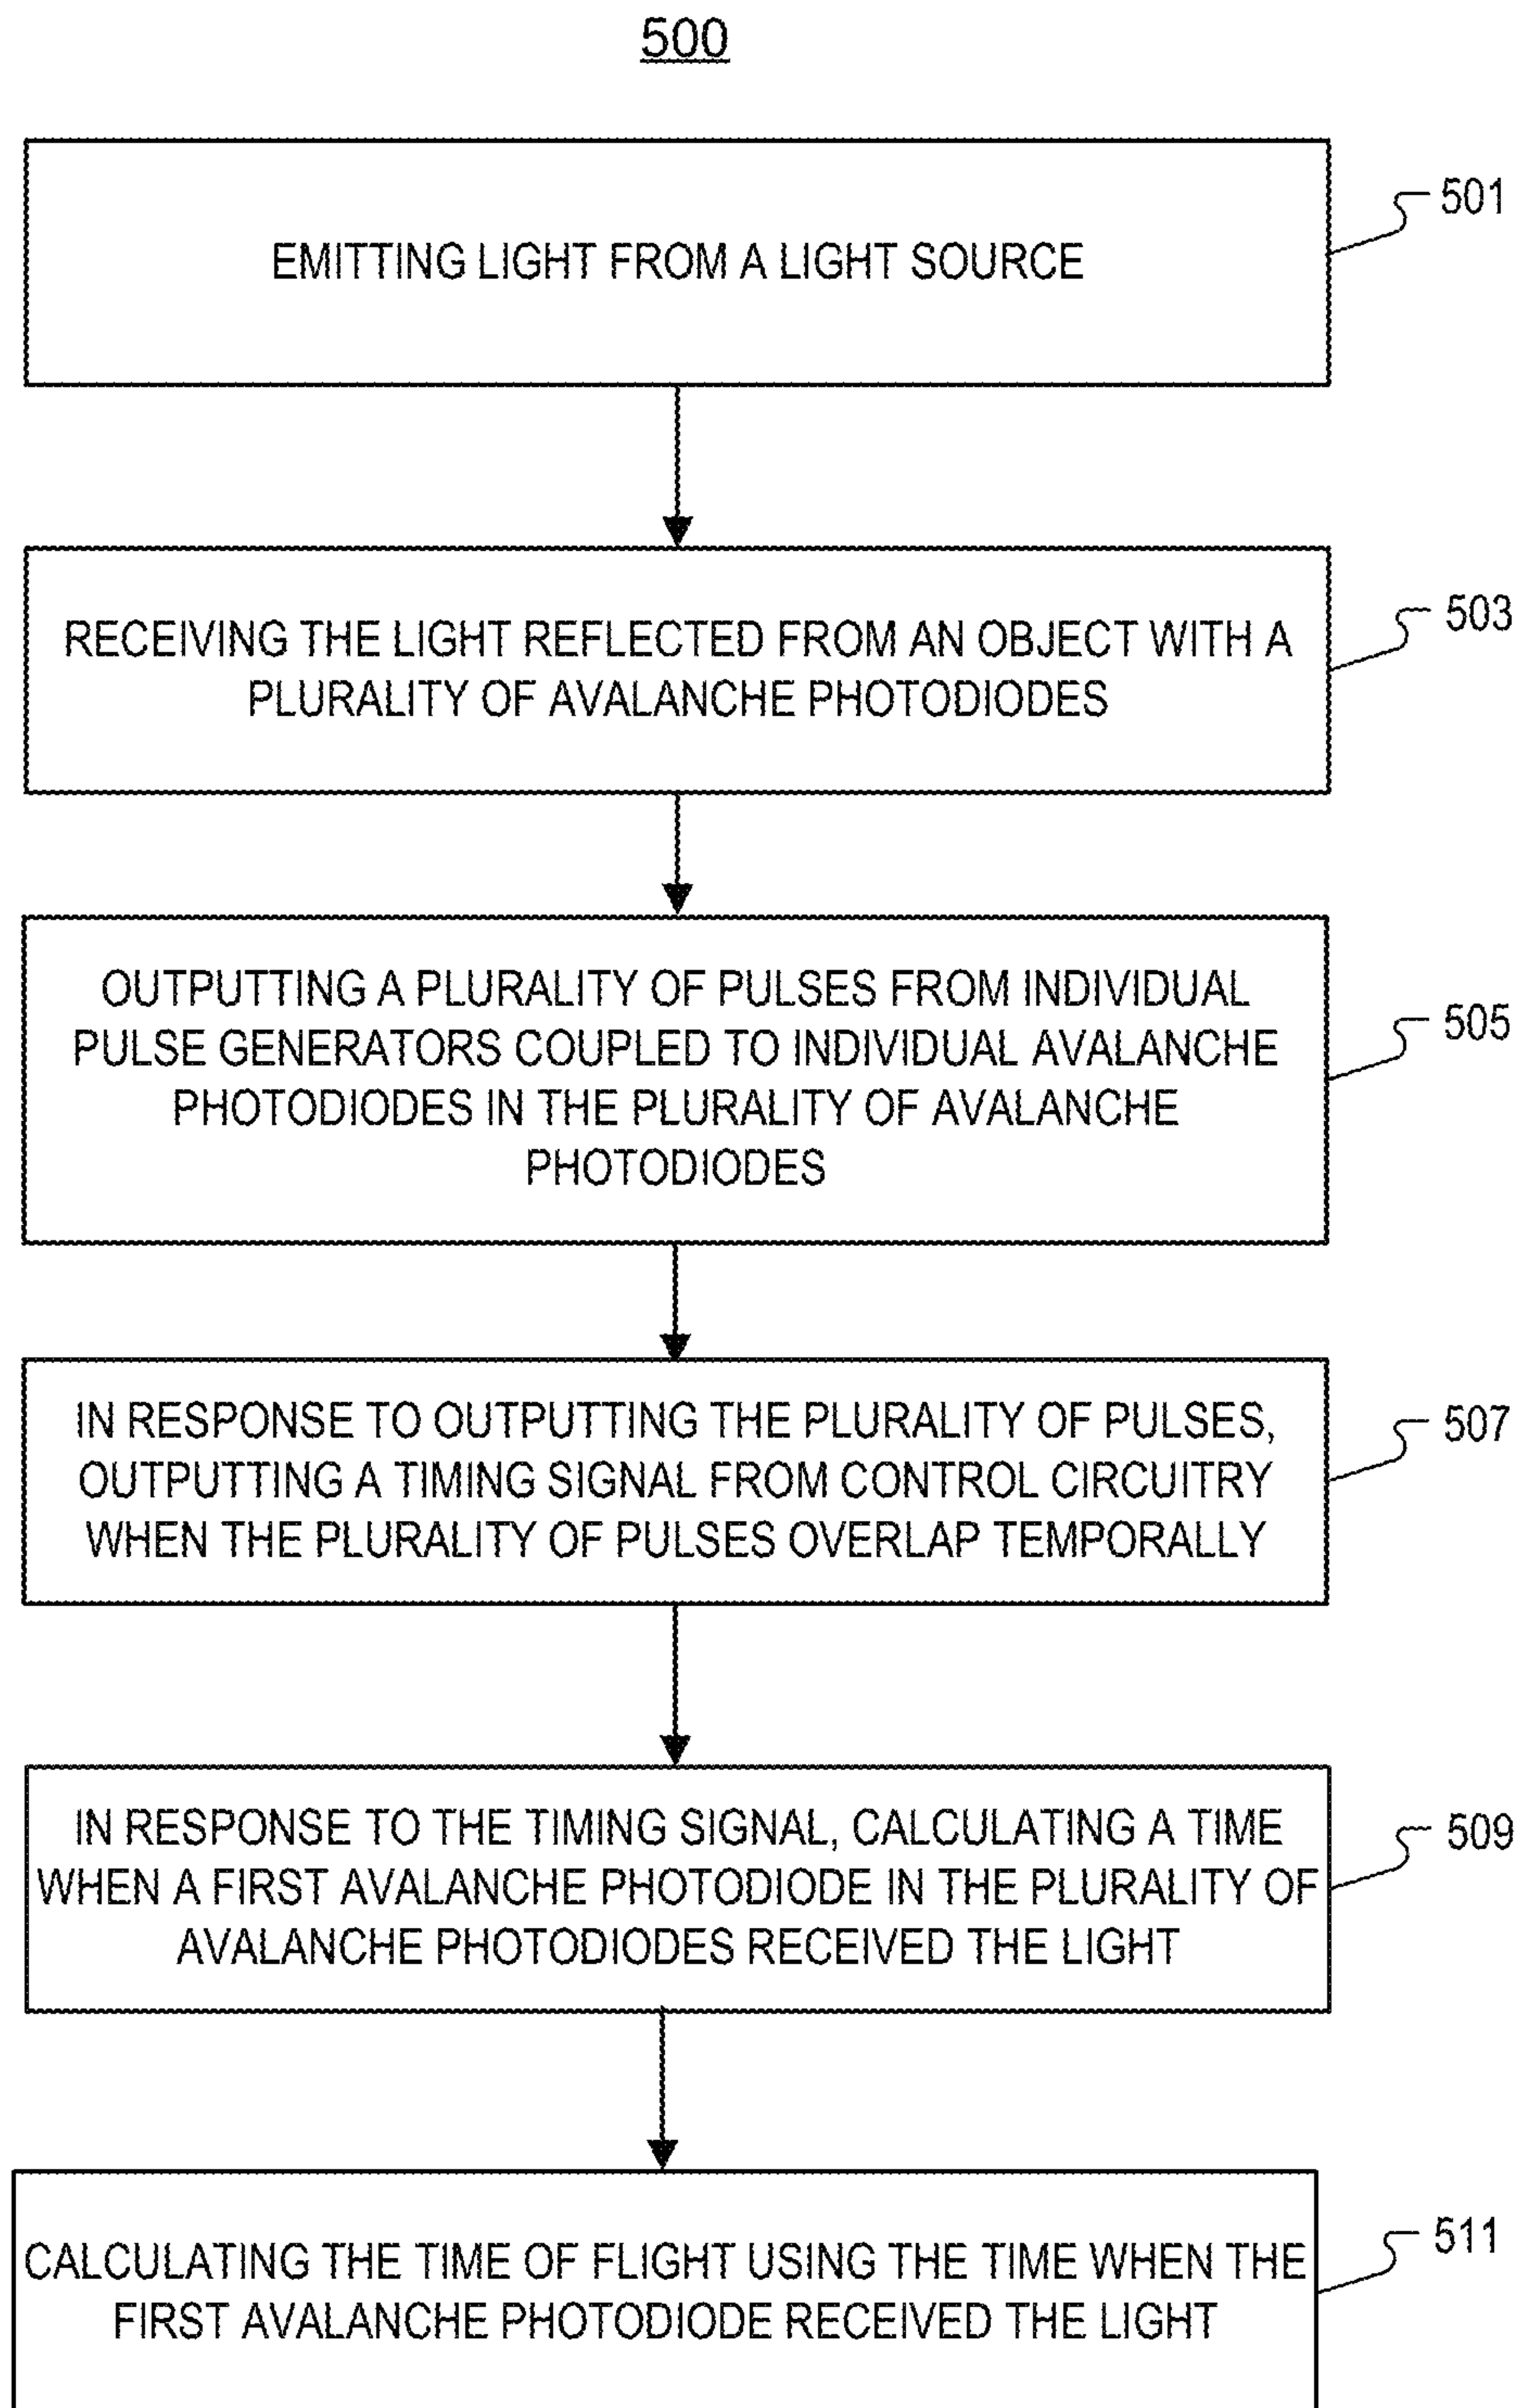 500
EMITTING LIGHT FROM A LIGHT SOURCE
501
RECEIVING THE LIGHT REFLECTED FROM AN OBJECT WITH A
PLURALITY OF AVALANCHE PHOTODIODES
503
OUTPUTTING A PLURALITY OF PULSES FROM INDIVIDUAL
PULSE GENERATORS COUPLED TO INDIVIDUAL AVALANCHE
PHOTODIODES IN THE PLURALITY OF AVALANCHE
PHOTODIODES
505
IN RESPONSE TO OUTPUTTING THE PLURALITY OF PULSES,
OUTPUTTING A TIMING SIGNAL FROM CONTROL CIRCUITRY
WHEN THE PLURALITY OF PULSES OVERLAP TEMPORALLY
507
IN RESPONSE TO THE TIMING SIGNAL, CALCULATING A TIME
WHEN A FIRST AVALANCHE PHOTODIODE IN THE PLURALITY OF
AVALANCHE PHOTODIODES RECEIVED THE LIGHT
509
CALCULATING THE TIME OF FLIGHT USING THE TIME WHEN THE
FIRST AVALANCHE PHOTODIODE RECEIVED THE LIGHT
511